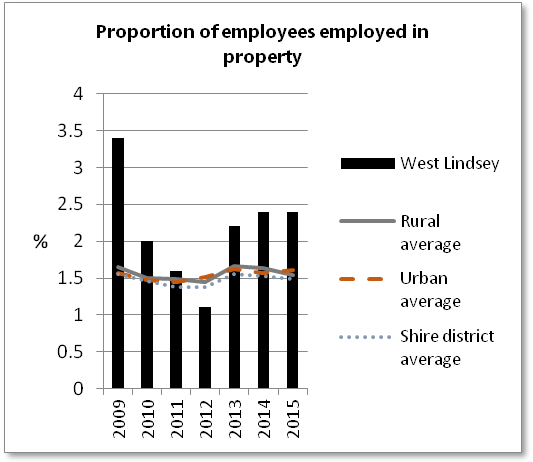 Proportion of employees employed in
property
4
3.5
3
2.5
2
1.5
1
0.5
0
%
2009
2010
2011
2012
2013
2014
2015
West Lindsey
Rural
average
Urban
average
Shire district
average